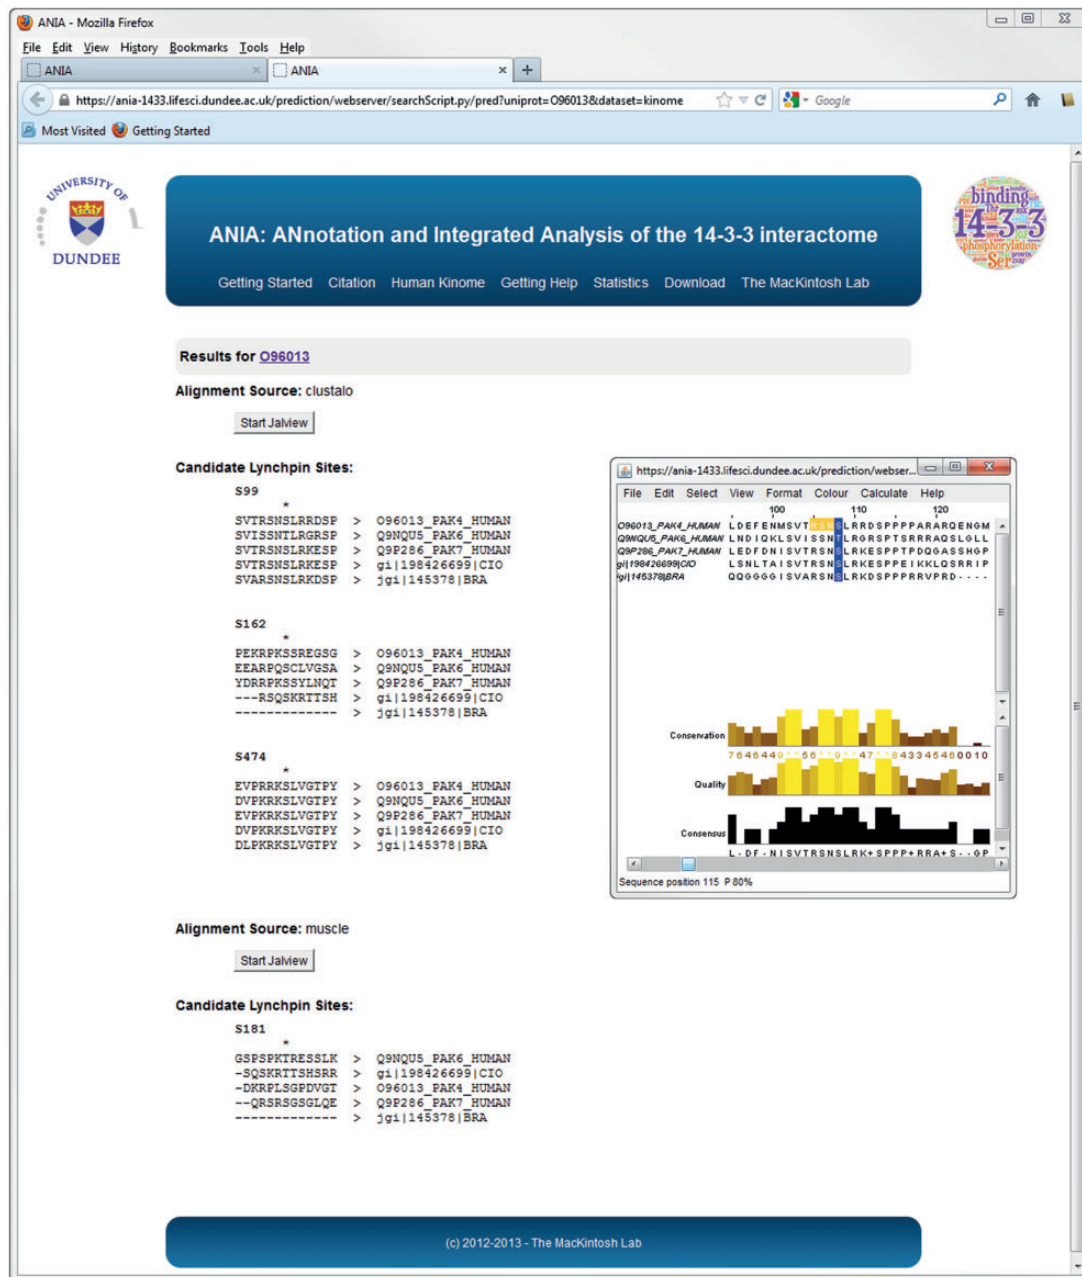 ANIA - Mozilla Firefox
File Edit View History Bookmarks Tools Help
ANIA
ANIA
https://ania-1433.lifesci.dundee.ac.uk/prediction/webserver/searchScript.py/pred?uniprot=O96013&dataset=kinome
Google
Most Visited Getting Started
UNIVERSITY OF
DUNDEE
ANIA: ANnotation and Integrated Analysis of the 14-3-3 interactome
Getting Started Citation Human Kinome Getting Help Statistics Download The MacKintosh Lab
binding
14-3-3
phosphorylation
Ser
Results for O96013
Alignment Source: clustalo
Start Jalview
Candidate Lynchpin Sites:
S99
*
SVTRSNSLRRDSP > O96013_PAK4_HUMAN
SVISSNTLRGRSP > Q9NQU5_PAK6_HUMAN
SVTRSNSLRKESP > Q9P286_PAK7_HUMAN
SVTRSNSLRKESP > gi|198426699|CIO
SVARSNSLRKDSP > jgi|145378|BRA
S162
*
PEKRPKSSREGSG > O96013_PAK4_HUMAN
EEARPQSCLVGSA > Q9NQU5_PAK6_HUMAN
YDRRPKSSYLNQT > Q9P286_PAK7_HUMAN
---RSQSKRTTSH > gi|198426699|CIO
------------- > jgi|145378|BRA
S474
*
EVPRRKSLVGTPY > O96013_PAK4_HUMAN
DVPKRKSLVGTPY > Q9NQU5_PAK6_HUMAN
EVPKRKSLVGTPY > Q9P286_PAK7_HUMAN
DVPKRKSLVGTPY > gi|198426699|CIO
DLPKRKSLVGTPY > jgi|145378|BRA
https://ania-1433.lifesci.dundee.ac.uk/prediction/webser...
File Edit Select View Format Colour Calculate Help
100 110 120
O96013_PAK4_HUMAN LDEFENMSVTRSNSLRRDSPPPPARARQENGM
Q9NQU5_PAK6_HUMAN LNDIQKLSVISSNTLRGRSPTSRRRAQSLGLL
Q9P286_PAK7_HUMAN LEDFDNISVTRSNSLRKESPPTPDQGASSHGP
gi|198426699|CIO LSNLTAISVTRSNSLRKESPPEIKKLQSRRIP
jgi|145378|BRA QQGGGGISVARSNSLRKDSPPPRRVPRD----
Conservation
7646449**56**9**47**843345460010
Quality
Consensus
L-DF-NISVTRSNSLRK+SPPP+RRA+S--GP
Sequence position 115 P 80%
Alignment Source: muscle
Start Jalview
Candidate Lynchpin Sites:
S181
*
GSPSPKTRESSLK > Q9NQU5_PAK6_HUMAN
-SQSKRTTSHSRR > gi|198426699|CIO
-DKRPLSGPDVGT > O96013_PAK4_HUMAN
--QRSRSGSGLQE > Q9P286_PAK7_HUMAN
------------- > jgi|145378|BRA
(c) 2012-2013 - The MacKintosh Lab